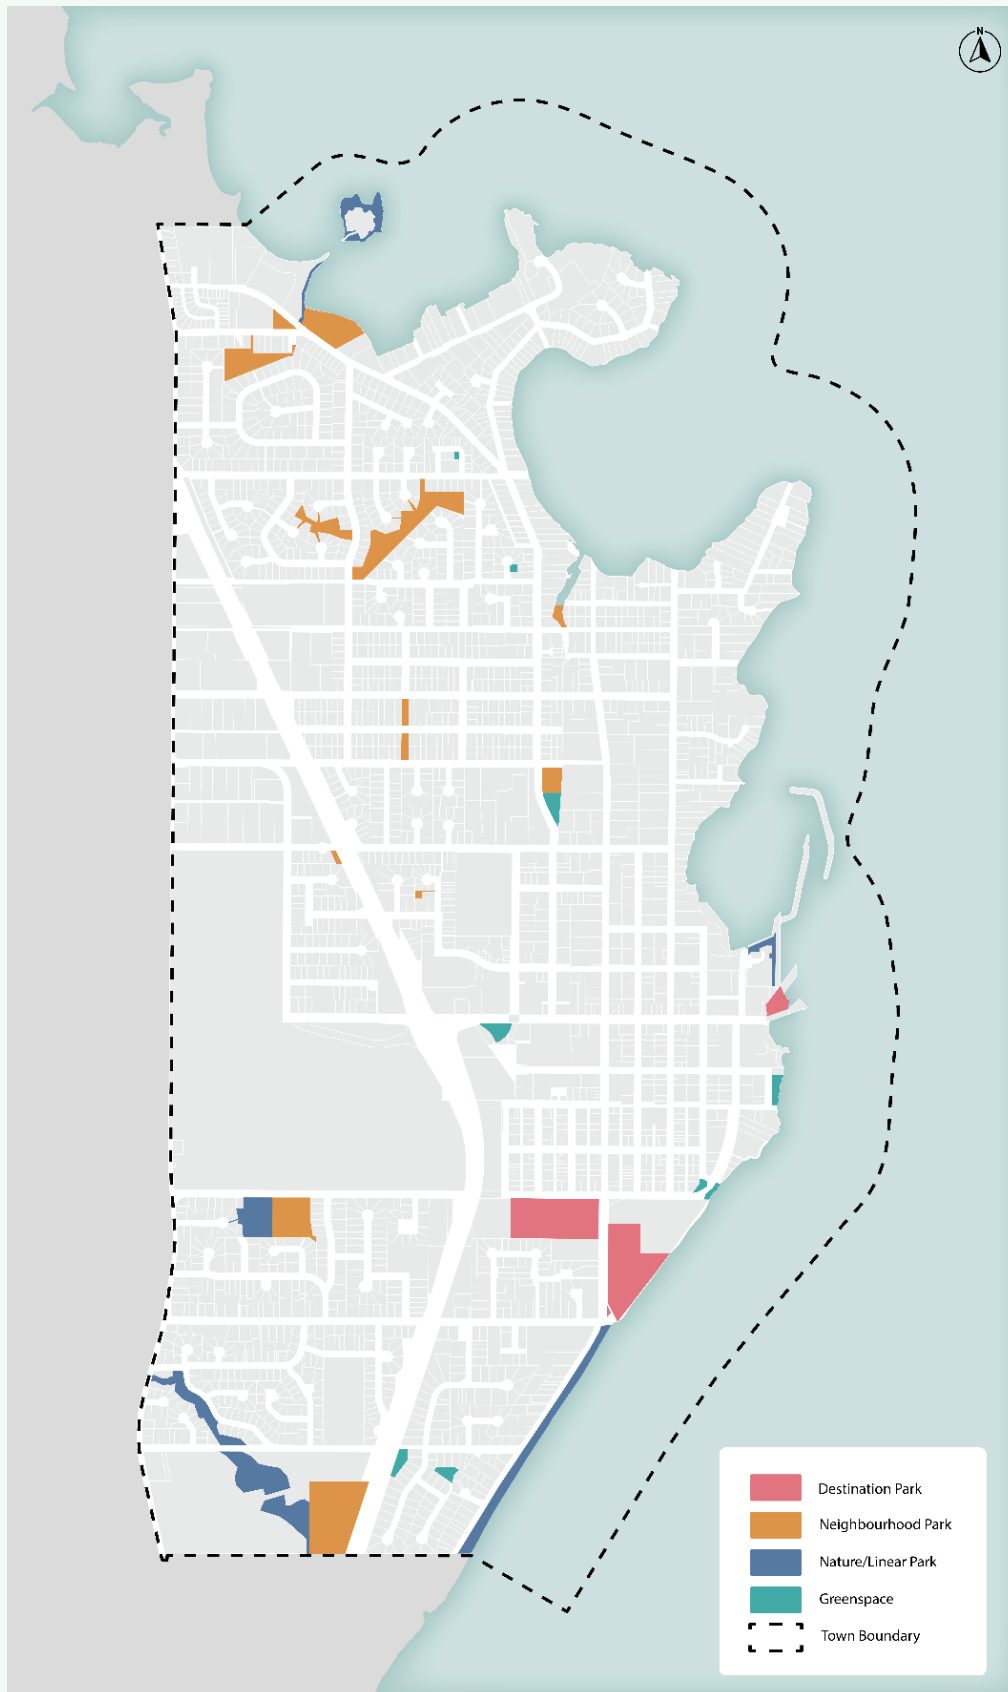 N
Destination Park
Neighbourhood Park
Nature/Linear Park
Greenspace
Town Boundary